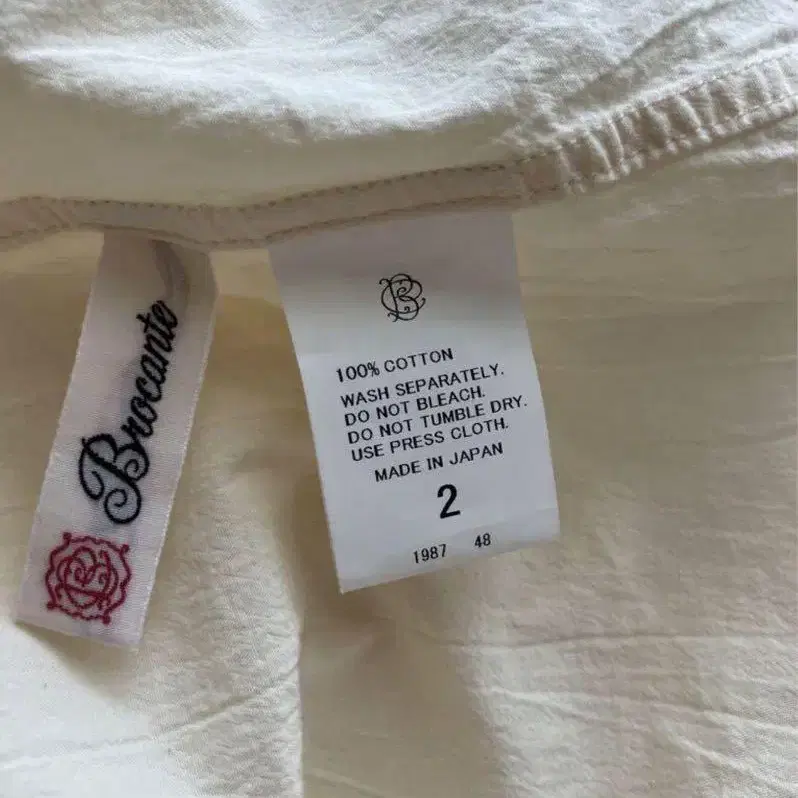 Brocante
B
100% COTTON
WASH SEPARATELY.
DO NOT BLEACH.
DO NOT TUMBLE DRY.
USE PRESS CLOTH.
MADE IN JAPAN
2
1987 48